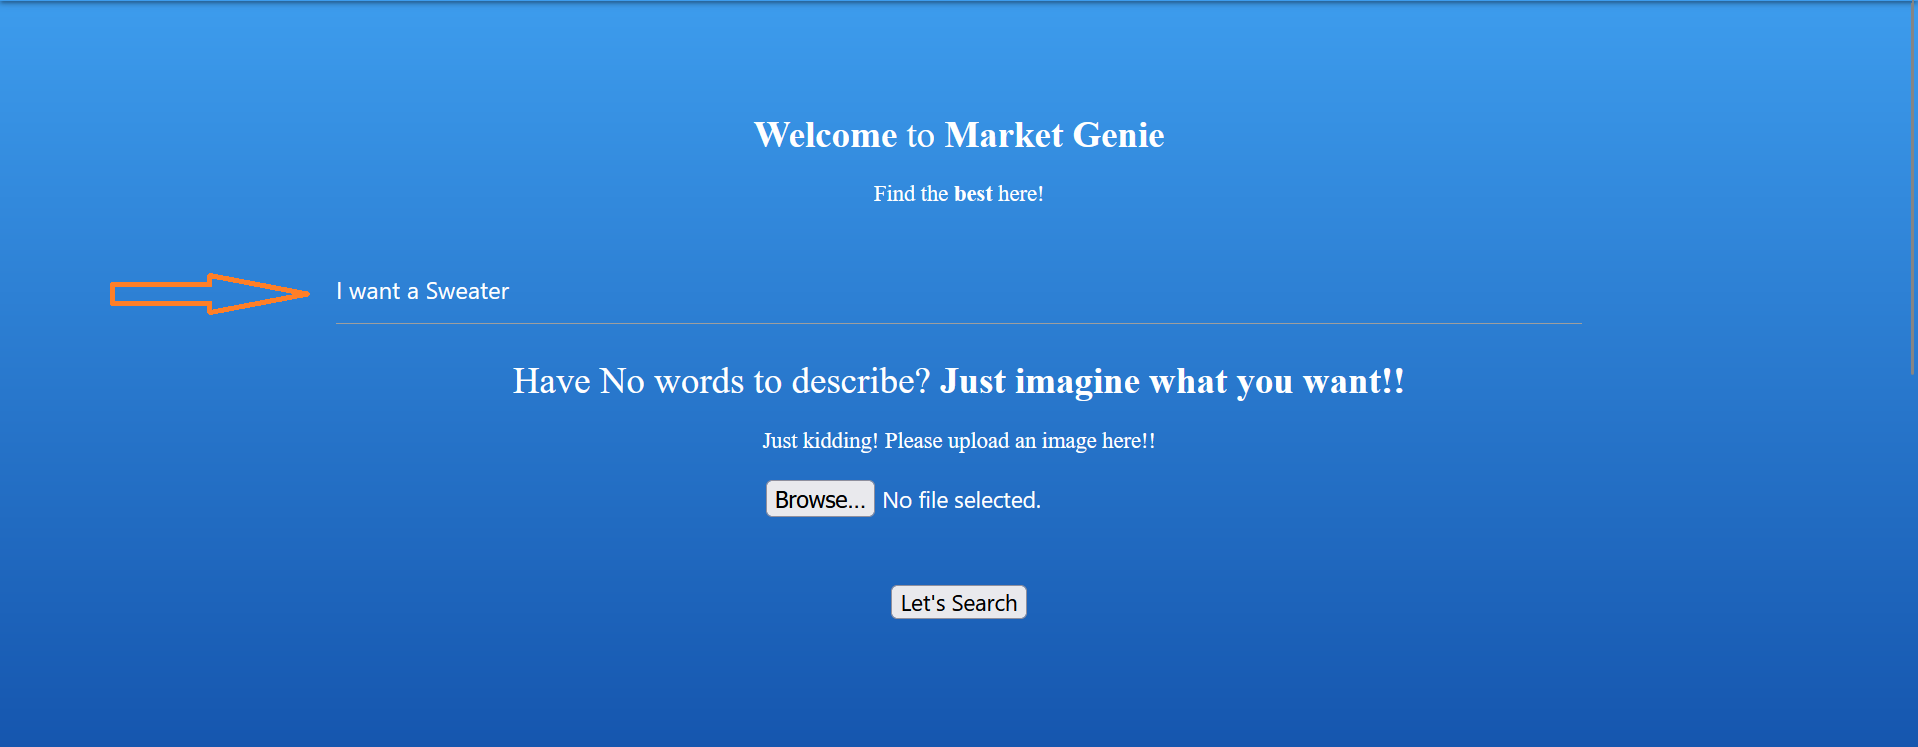 Welcome to Market Genie
Find the best here!
I want a Sweater
Have No words to describe? Just imagine what you want!!
Just kidding! Please upload an image here!!
Browse... No file selected.
Let's Search